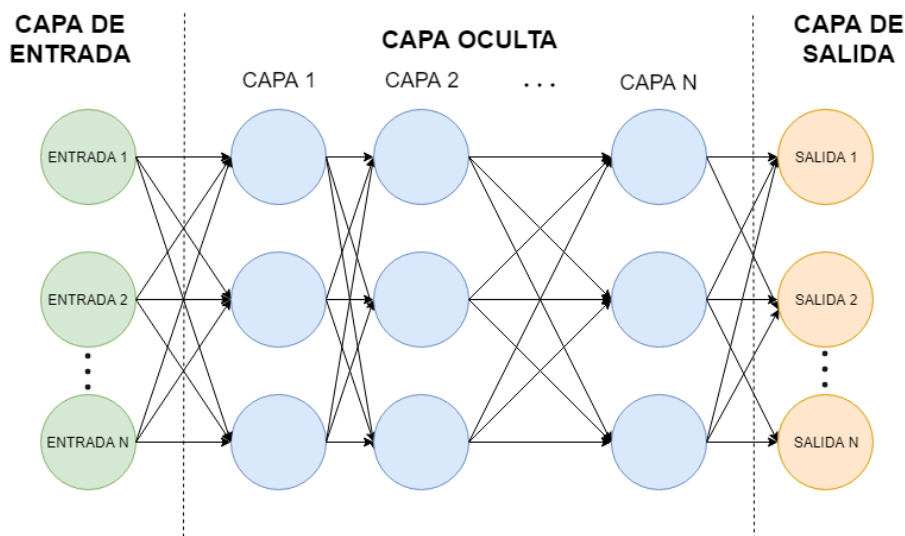 CAPA DE
ENTRADA
CAPA OCULTA
CAPA DE
SALIDA
CAPA 1
CAPA 2
...
CAPA N
ENTRADA 1
SALIDA 1
ENTRADA 2
SALIDA 2
ENTRADA N
SALIDA N